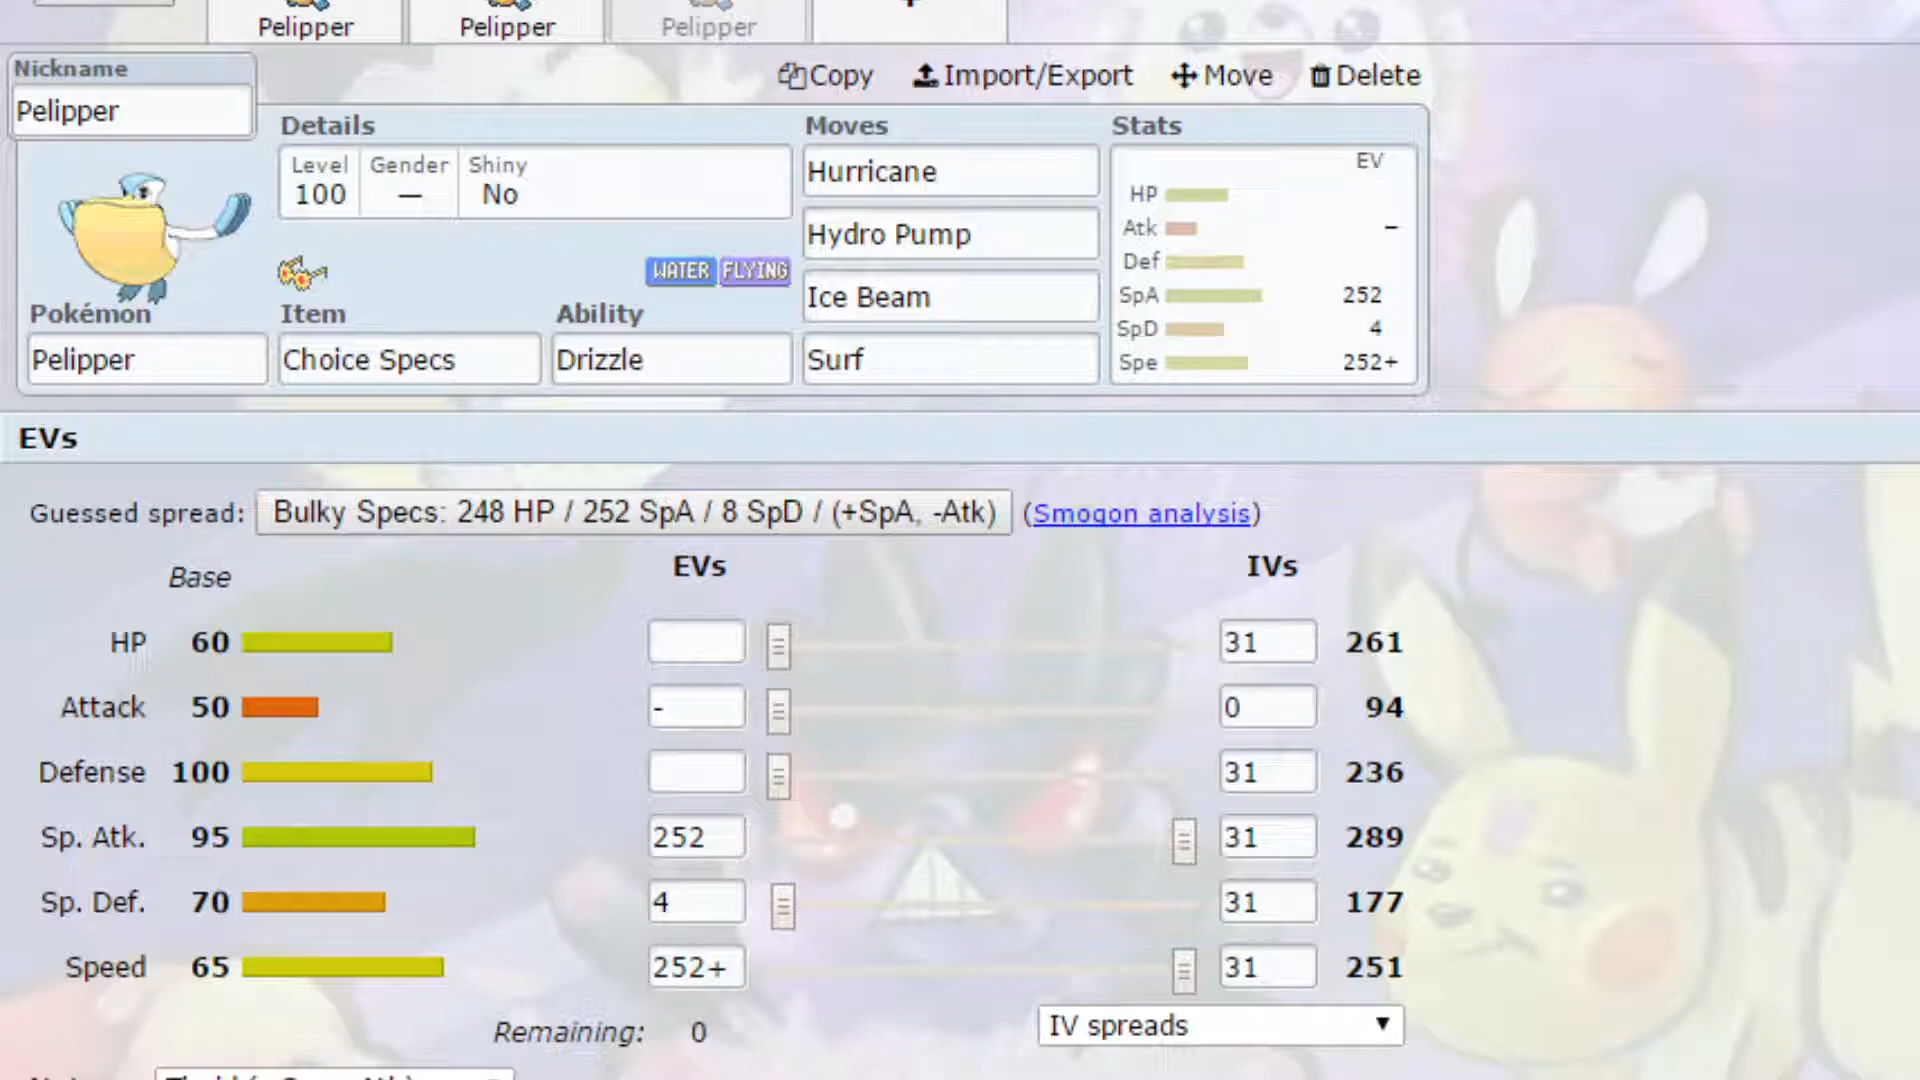 Pelipper
Pelipper
Pelipper
Nickname
Pelipper
Copy
Import/Export
Move
Delete
Details
Level
Gender
Shiny
100
—
No
WATER
FLYING
Pokémon
Pelipper
Item
Choice Specs
Ability
Drizzle
Moves
Hurricane
Hydro Pump
Ice Beam
Surf
Stats
EV
HP
Atk –
Def
SpA 252
SpD 4
Spe 252+
EVs
Guessed spread: Bulky Specs: 248 HP / 252 SpA / 8 SpD / (+SpA, -Atk) (Smogon analysis)
Base EVs IVs
HP 60 31 261
Attack 50 - 0 94
Defense 100 31 236
Sp. Atk. 95 252 31 289
Sp. Def. 70 4 31 177
Speed 65 252+ 31 251
Remaining: 0
IV spreads